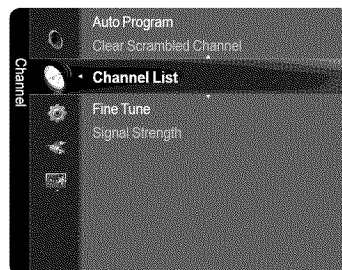 Channel
Auto Program
Clear Scrambled Channel
Channel List
Fine Tune
Signal Strength